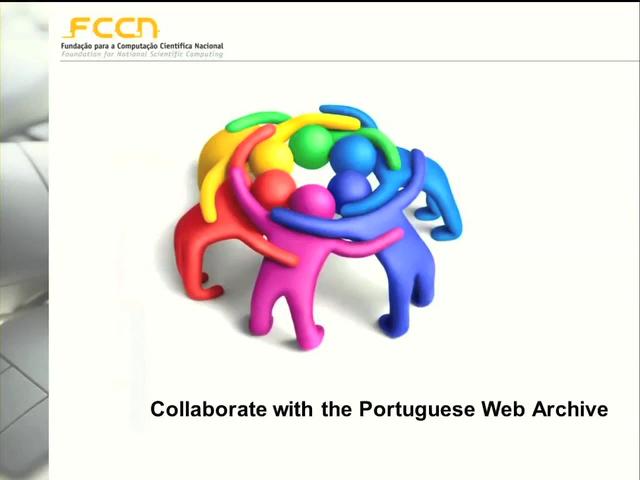 FCCN
Fundação para a Computação Científica Nacional
Foundation for National Scientific Computing
Collaborate with the Portuguese Web Archive